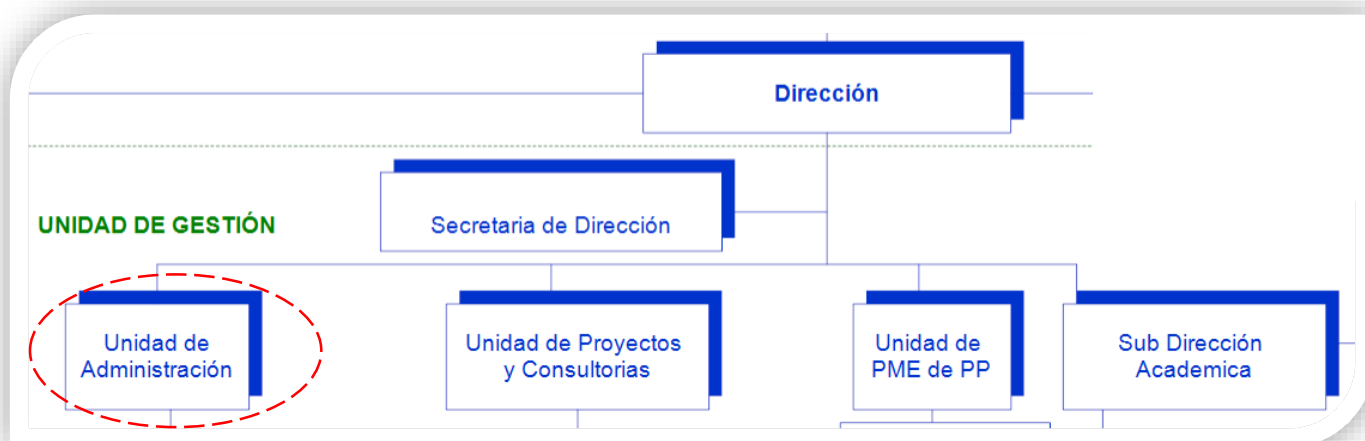 Dirección
Secretaria de Dirección
UNIDAD DE GESTIÓN
Unidad de
Administración
Unidad de Proyectos
y Consultorias
Unidad de
PME de PP
Sub Dirección
Academica